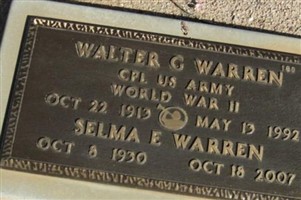 WALTER G WARREN
CPL US ARMY
WORLD WAR II
OCT 22 1913 MAY 13 1992
SELMA E WARREN
OCT 8 1930 OCT 18 2007